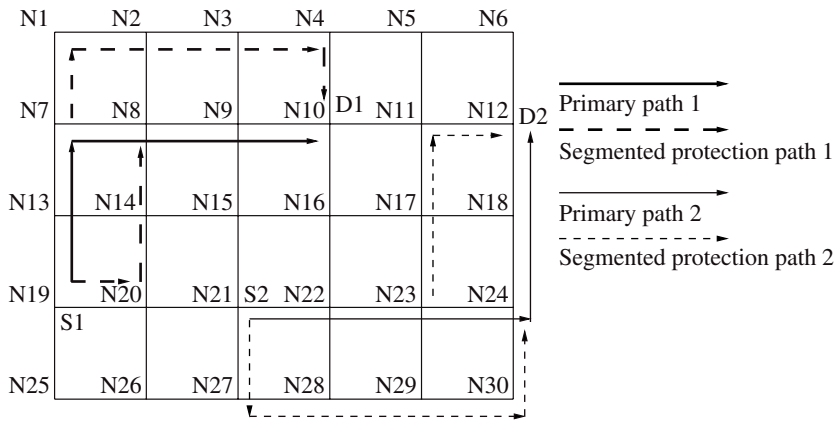 N1 N2 N3 N4 N5 N6
N7 N8 N9 N10 D1 N11 N12 D2
Primary path 1
Segmented protection path 1
N13 N14 N15 N16 N17 N18
Primary path 2
Segmented protection path 2
N19 N20 N21 S2 N22 N23 N24
S1
N25 N26 N27 N28 N29 N30